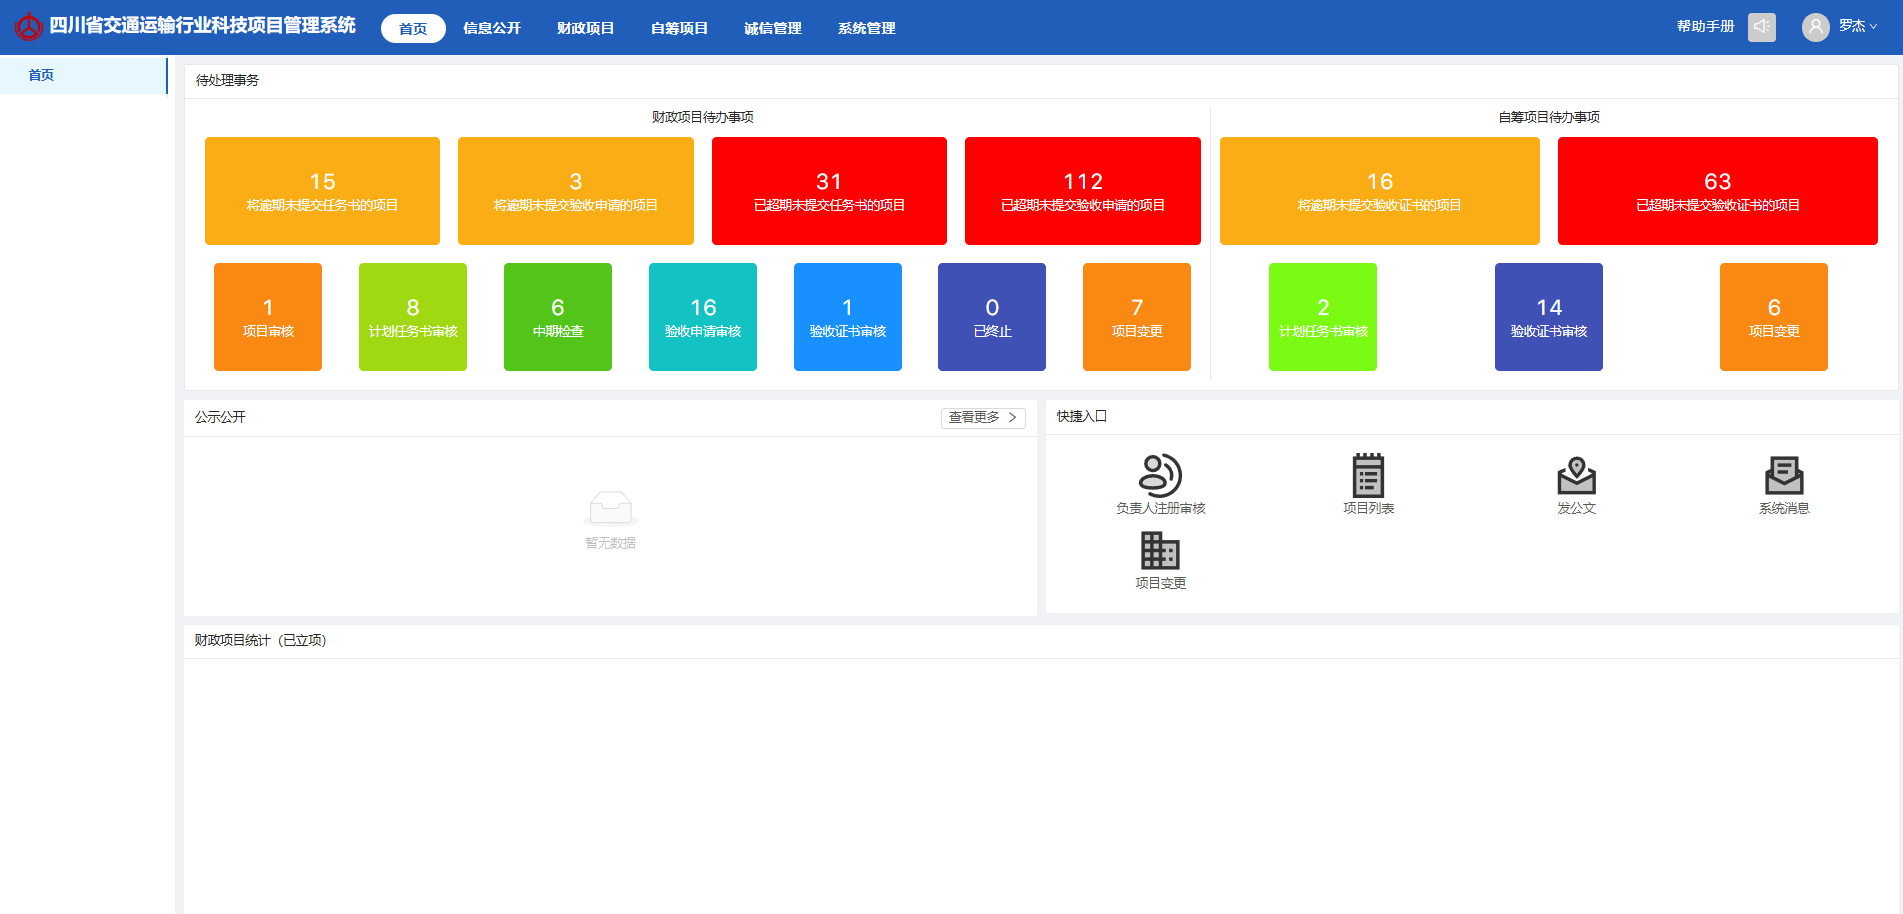 四川省交通运输行业科技项目管理系统
首页 信息公开 财政项目 自筹项目 诚信管理 系统管理
帮助手册 罗杰
首页
待处理事务
财政项目待办事项
自筹项目待办事项
15 3 31 112 16 63
将逾期未提交任务书的项目 将逾期未提交验收申请的项目 已超期未提交任务书的项目 已超期未提交验收申请的项目 将逾期未提交验收证书的项目 已超期未提交验收证书的项目
1 8 6 16 1 0 7 2 14 6
项目审核 计划任务书审核 中期检查 验收申请审核 验收证书审核 已终止 项目变更 计划任务书审核 验收证书审核 项目变更
公示公开 查看更多
暂无数据
快捷入口
负责人注册审核 项目列表 发公文 系统消息
项目变更
财政项目统计（已立项）